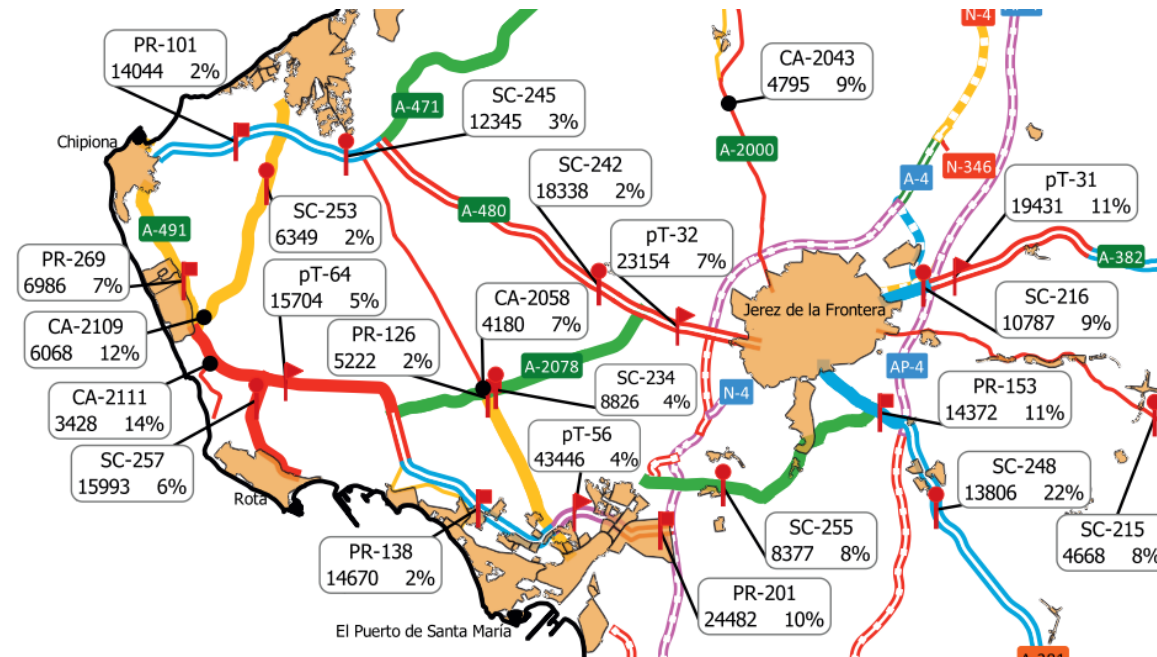 N-4
PR-101
14044 2%
CA-2043
4795 9%
A-471
SC-245
12345 3%
Chipiona
A-2000
N-346
A-4
SC-242
18338 2%
pT-31
19431 11%
SC-253
6349 2%
A-480
A-491
pT-32
23154 7%
A-382
PR-269
6986 7%
pT-64
15704 5%
CA-2058
4180 7%
Jerez de la Frontera
SC-216
10787 9%
CA-2109
6068 12%
PR-126
5222 2%
A-2078
SC-234
8826 4%
N-4
AP-4
PR-153
14372 11%
CA-2111
3428 14%
pT-56
43446 4%
SC-257
15993 6%
SC-248
13806 22%
Rota
SC-255
8377 8%
SC-215
4668 8%
PR-138
14670 2%
PR-201
24482 10%
El Puerto de Santa María